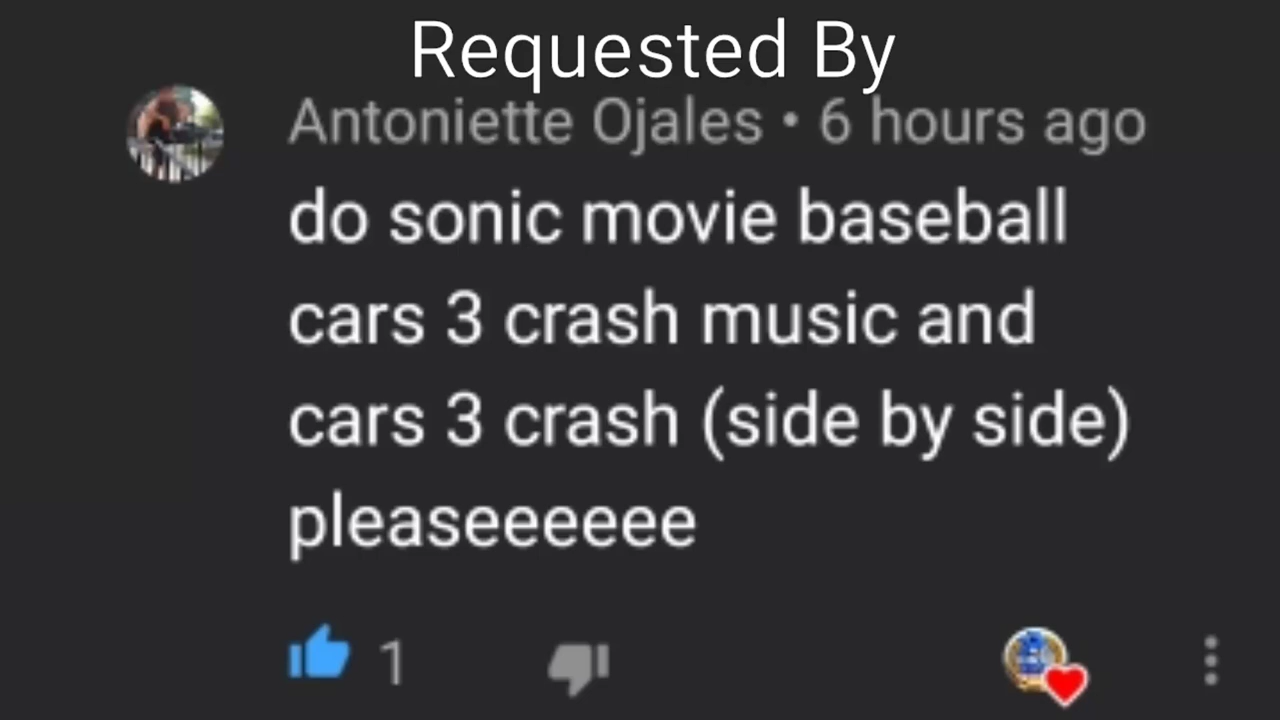 Requested By
Antoniette Ojales • 6 hours ago
do sonic movie baseball
cars 3 crash music and
cars 3 crash (side by side)
pleaseeeeee
1